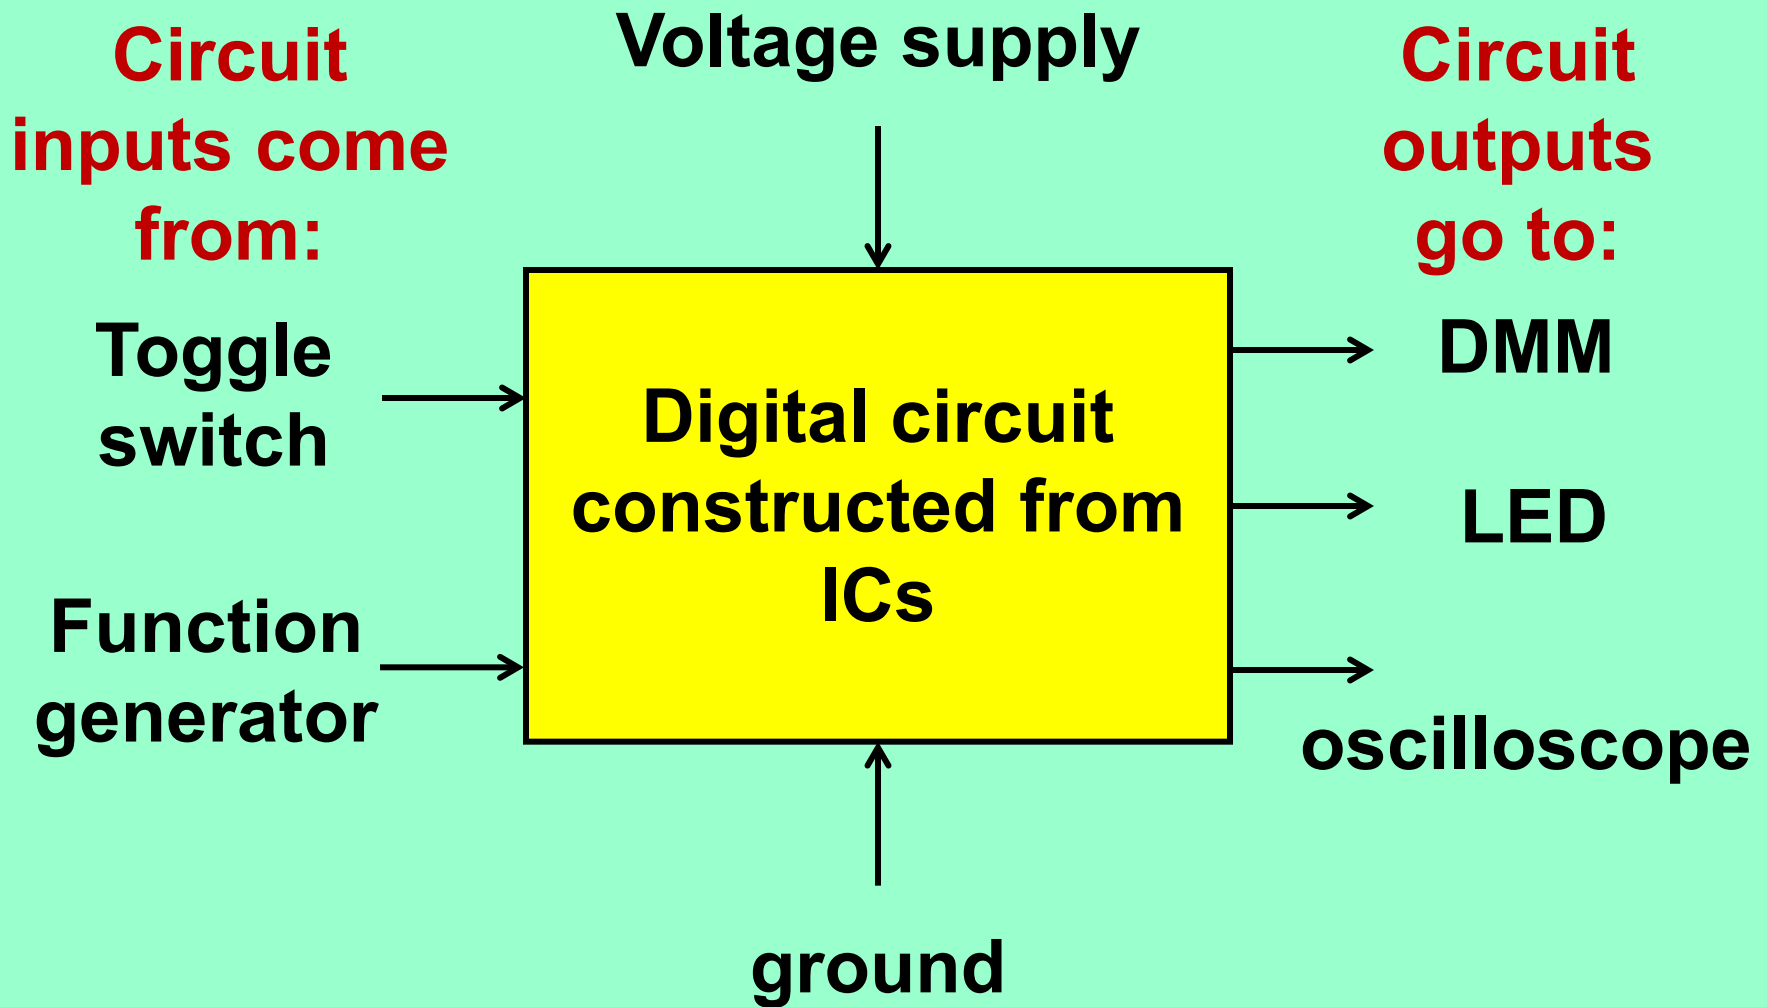 Circuit
inputs come
from:
Toggle
switch
Function
generator
Voltage supply
Digital circuit
constructed from
ICs
ground
Circuit
outputs
go to:
DMM
LED
oscilloscope